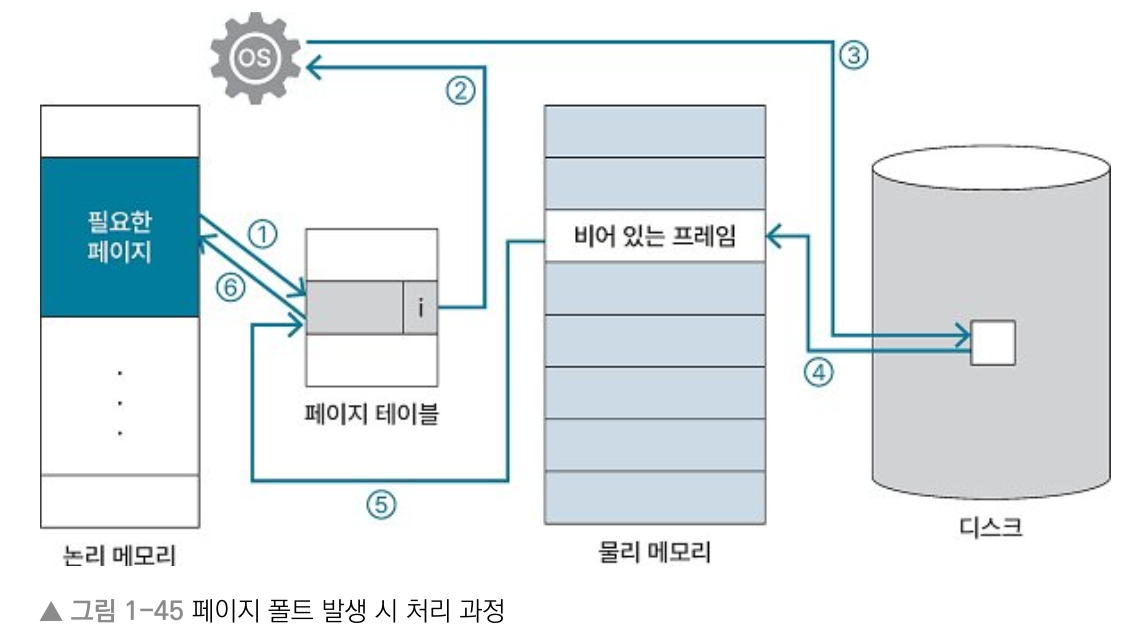 OS
③
②
필요한
페이지
①
비어 있는 프레임
⑥
i
④
페이지 테이블
⑤
디스크
논리 메모리
물리 메모리
▲ 그림 1-45 페이지 폴트 발생 시 처리 과정